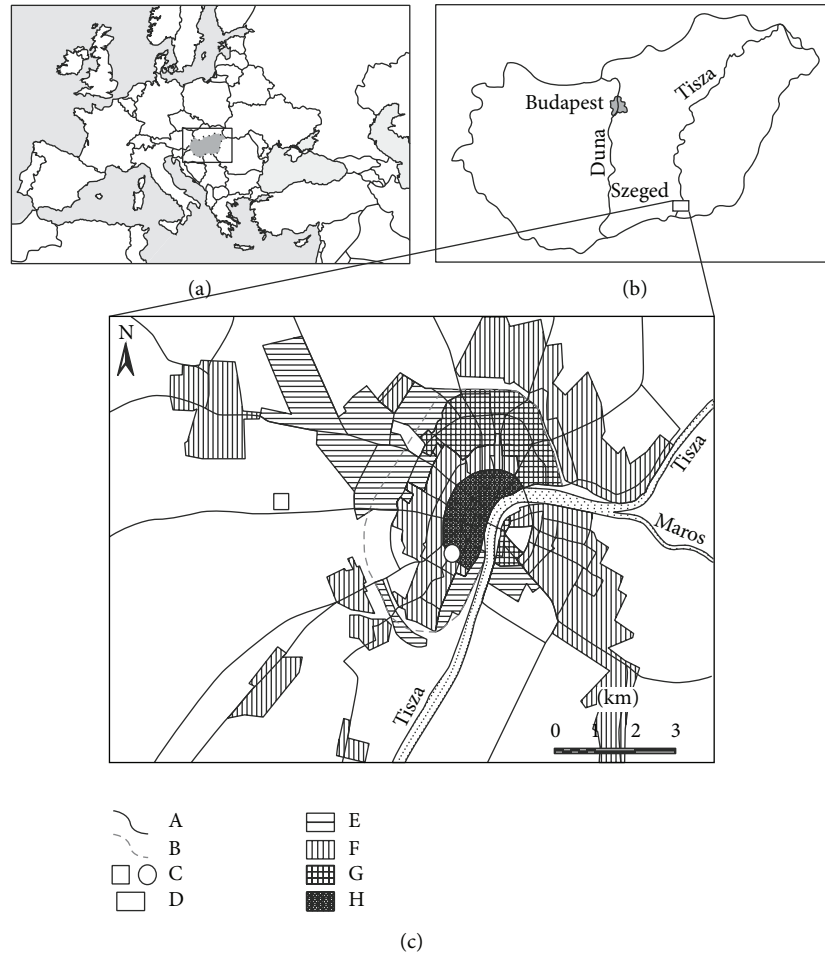 Budapest
Duna
Tisza
Szeged
(a)
(b)
N
Tisza
Maros
Tisza
(km)
0 1 2 3
A
B
C
D
E
F
G
H
(c)